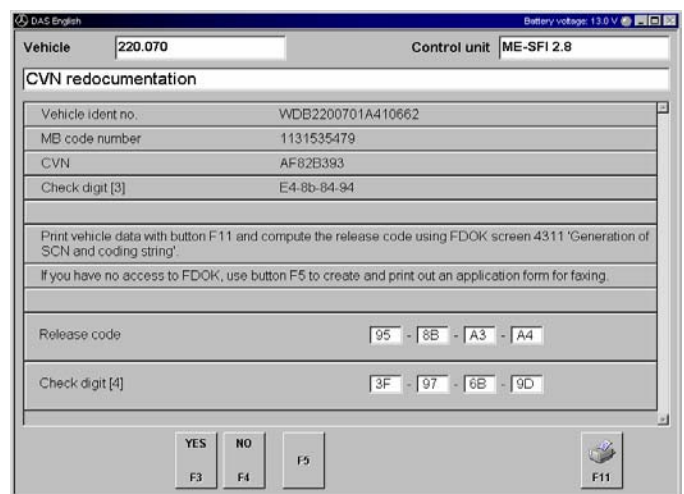 DAS English Battery voltage: 13.0 V
Vehicle 220.070 Control unit ME-SFI 2.8
CVN redocumentation
Vehicle ident no. WDB2200701A410662
MB code number 1131535479
CVN AF82B393
Check digit [3] E4-8b-84-94
Print vehicle data with button F11 and compute the release code using FDOK screen 4311 'Generation of
SCN and coding string'.
If you have no access to FDOK, use button F5 to create and print out an application form for faxing.
Release code 95 - 8B - A3 - A4
Check digit [4] 3F - 97 - 6B - 9D
YES NO
F5
F3 F4 F11